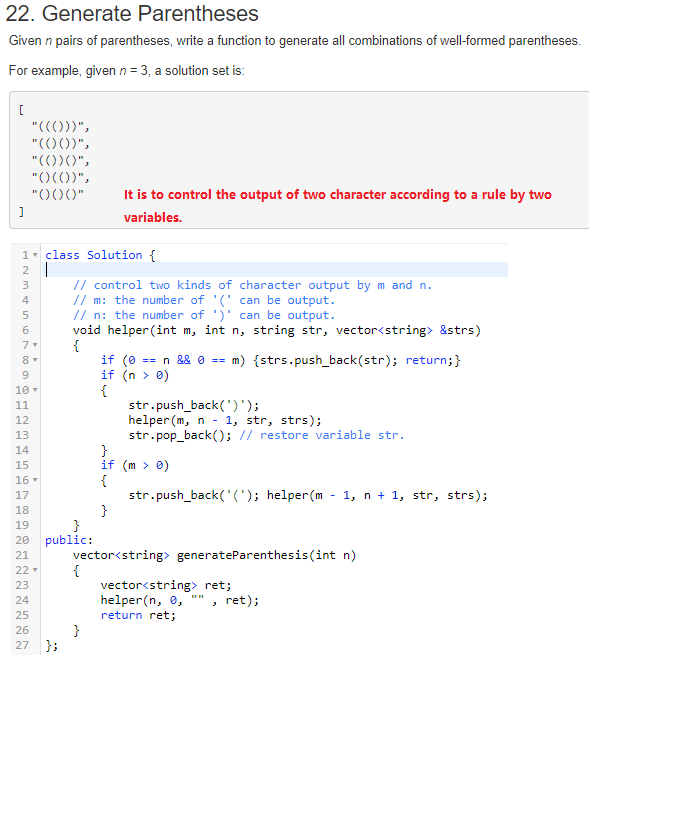 22. Generate Parentheses
Given n pairs of parentheses, write a function to generate all combinations of well-formed parentheses.
For example, given n = 3, a solution set is:
[
  "((()))",
  "(()())",
  "(())()",
  "()(())",
  "()()()"
]
It is to control the output of two character according to a rule by two
variables.
1 class Solution {
2
3     // control two kinds of character output by m and n.
4     // m: the number of '(' can be output.
5     // n: the number of ')' can be output.
6     void helper(int m, int n, string str, vector<string> &strs)
7     {
8         if (0 == n && 0 == m) {strs.push_back(str); return;}
9         if (n > 0)
10         {
11             str.push_back(')');
12             helper(m, n - 1, str, strs);
13             str.pop_back(); // restore variable str.
14         }
15         if (m > 0)
16         {
17             str.push_back('('); helper(m - 1, n + 1, str, strs);
18         }
19     }
20 public:
21     vector<string> generateParenthesis(int n)
22     {
23         vector<string> ret;
24         helper(n, 0, "" , ret);
25         return ret;
26     }
27 };